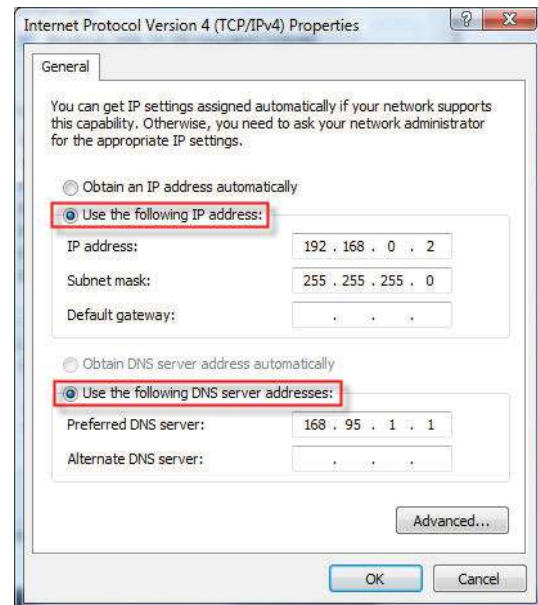 Internet Protocol Version 4 (TCP/IPv4) Properties
General
You can get IP settings assigned automatically if your network supports
this capability. Otherwise, you need to ask your network administrator
for the appropriate IP settings.
Obtain an IP address automatically
Use the following IP address:
IP address: 192 . 168 . 0 . 2
Subnet mask: 255 . 255 . 255 . 0
Default gateway: . . .
Obtain DNS server address automatically
Use the following DNS server addresses:
Preferred DNS server: 168 . 95 . 1 . 1
Alternate DNS server: . . .
Advanced...
OK Cancel